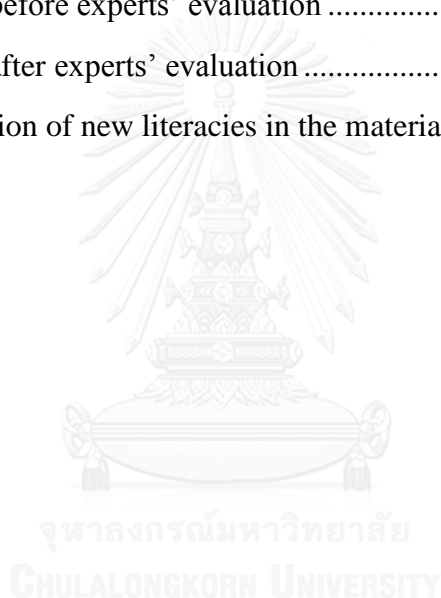 before experts' evaluation ..............
after experts' evaluation .................
ion of new literacies in the materia
จุฬาลงกรณ์มหาวิทยาลัย
CHULALONGKORN UNIVERSITY